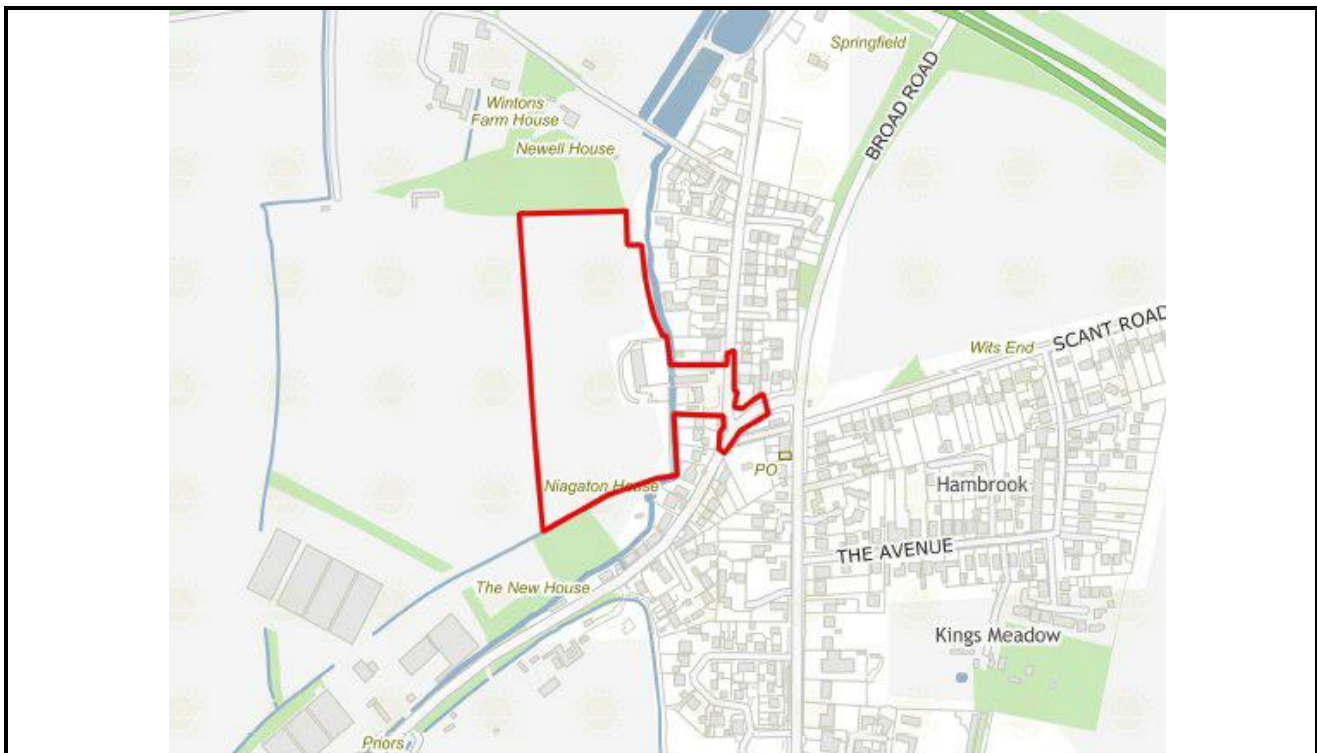 Springfield
BROAD ROAD
Wintons
Farm House
Newell House
Wits End
SCANT ROAD
PO
Niagaton House
Hambrook
THE AVENUE
The New House
Kings Meadow
Priors